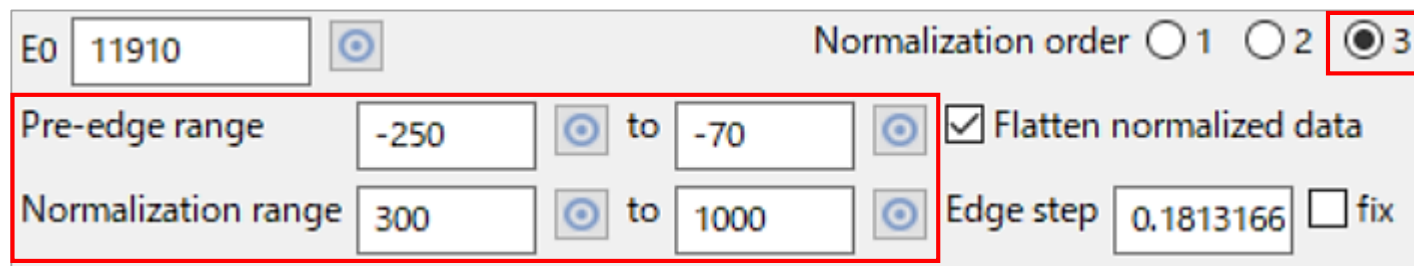 E0 11910 Normalization order 1 2 3
Pre-edge range -250 to -70 Flatten normalized data
Normalization range 300 to 1000 Edge step 0.1813166 fix